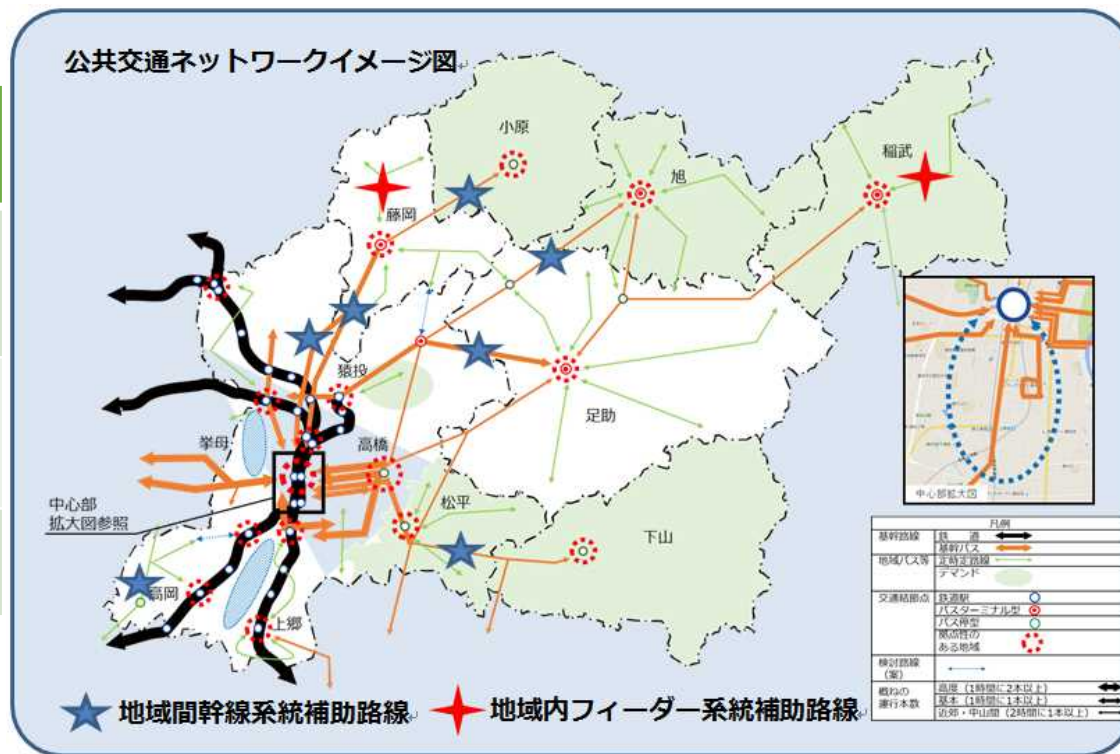 公共交通ネットワークイメージ図
小原
旭
稲武
藤岡
猿投
足助
挙母
高橋
中心部
拡大図参照
松平
下山
高岡
上郷
中心部拡大図
凡例
基幹路線
鉄 道
基幹バス
地域バス等
定時定路線
デマンド
交通結節点
鉄道駅
バスターミナル型
バス停型
拠点性の
ある地域
検討路線
(案)
概ねの
運行本数
高度(1時間に2本以上)
基本(1時間に1本以上)
近郊・中山間(2時間に1本以上)
地域間幹線系統補助路線
地域内フィーダー系統補助路線